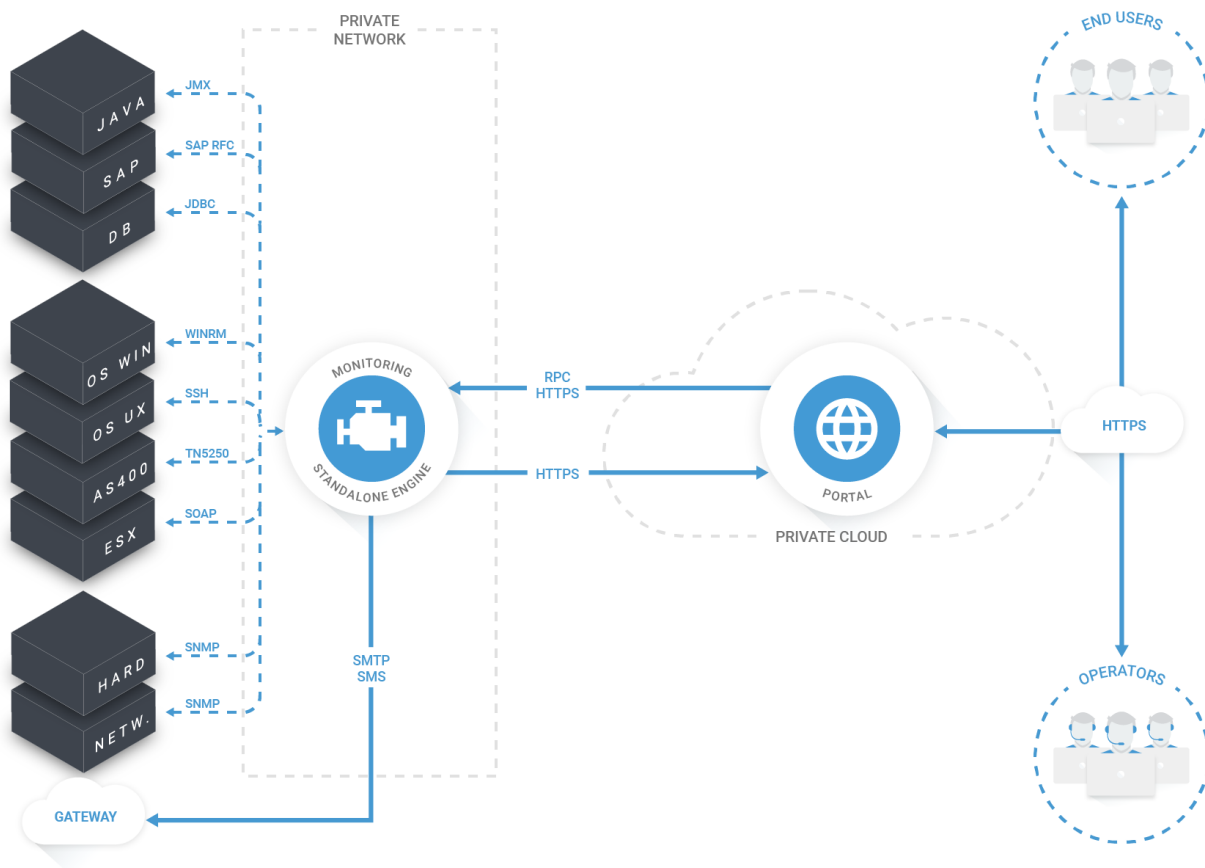 PRIVATE
NETWORK
END USERS
JMX
JAVA
SAP RFC
SAP
JDBC
DB
WINRM
OS WIN
SSH
OS UX
TN5250
AS400
SOAP
ESX
MONITORING
STANDALONE ENGINE
RPC
HTTPS
HTTPS
PORTAL
PRIVATE CLOUD
HTTPS
SNMP
HARD
SNMP
NETW.
SMTP
SMS
OPERATORS
GATEWAY